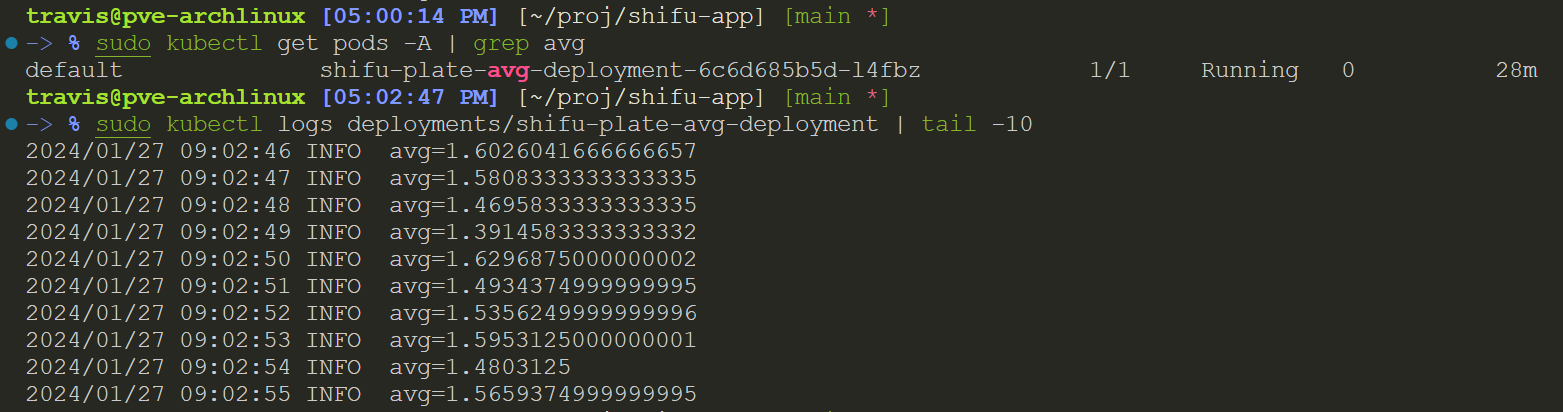 travis@pve-archlinux [05:00:14 PM] [~/proj/shifu-app] [main *]
-> % sudo kubectl get pods -A | grep avg
default shifu-plate-avg-deployment-6c6d685b5d-l4fbz 1/1 Running 0 28m
travis@pve-archlinux [05:02:47 PM] [~/proj/shifu-app] [main *]
-> % sudo kubectl logs deployments/shifu-plate-avg-deployment | tail -10
2024/01/27 09:02:46 INFO avg=1.6026041666666657
2024/01/27 09:02:47 INFO avg=1.5808333333333335
2024/01/27 09:02:48 INFO avg=1.4695833333333335
2024/01/27 09:02:49 INFO avg=1.3914583333333332
2024/01/27 09:02:50 INFO avg=1.6296875000000002
2024/01/27 09:02:51 INFO avg=1.4934374999999995
2024/01/27 09:02:52 INFO avg=1.5356249999999996
2024/01/27 09:02:53 INFO avg=1.5953125000000001
2024/01/27 09:02:54 INFO avg=1.4803125
2024/01/27 09:02:55 INFO avg=1.5659374999999995